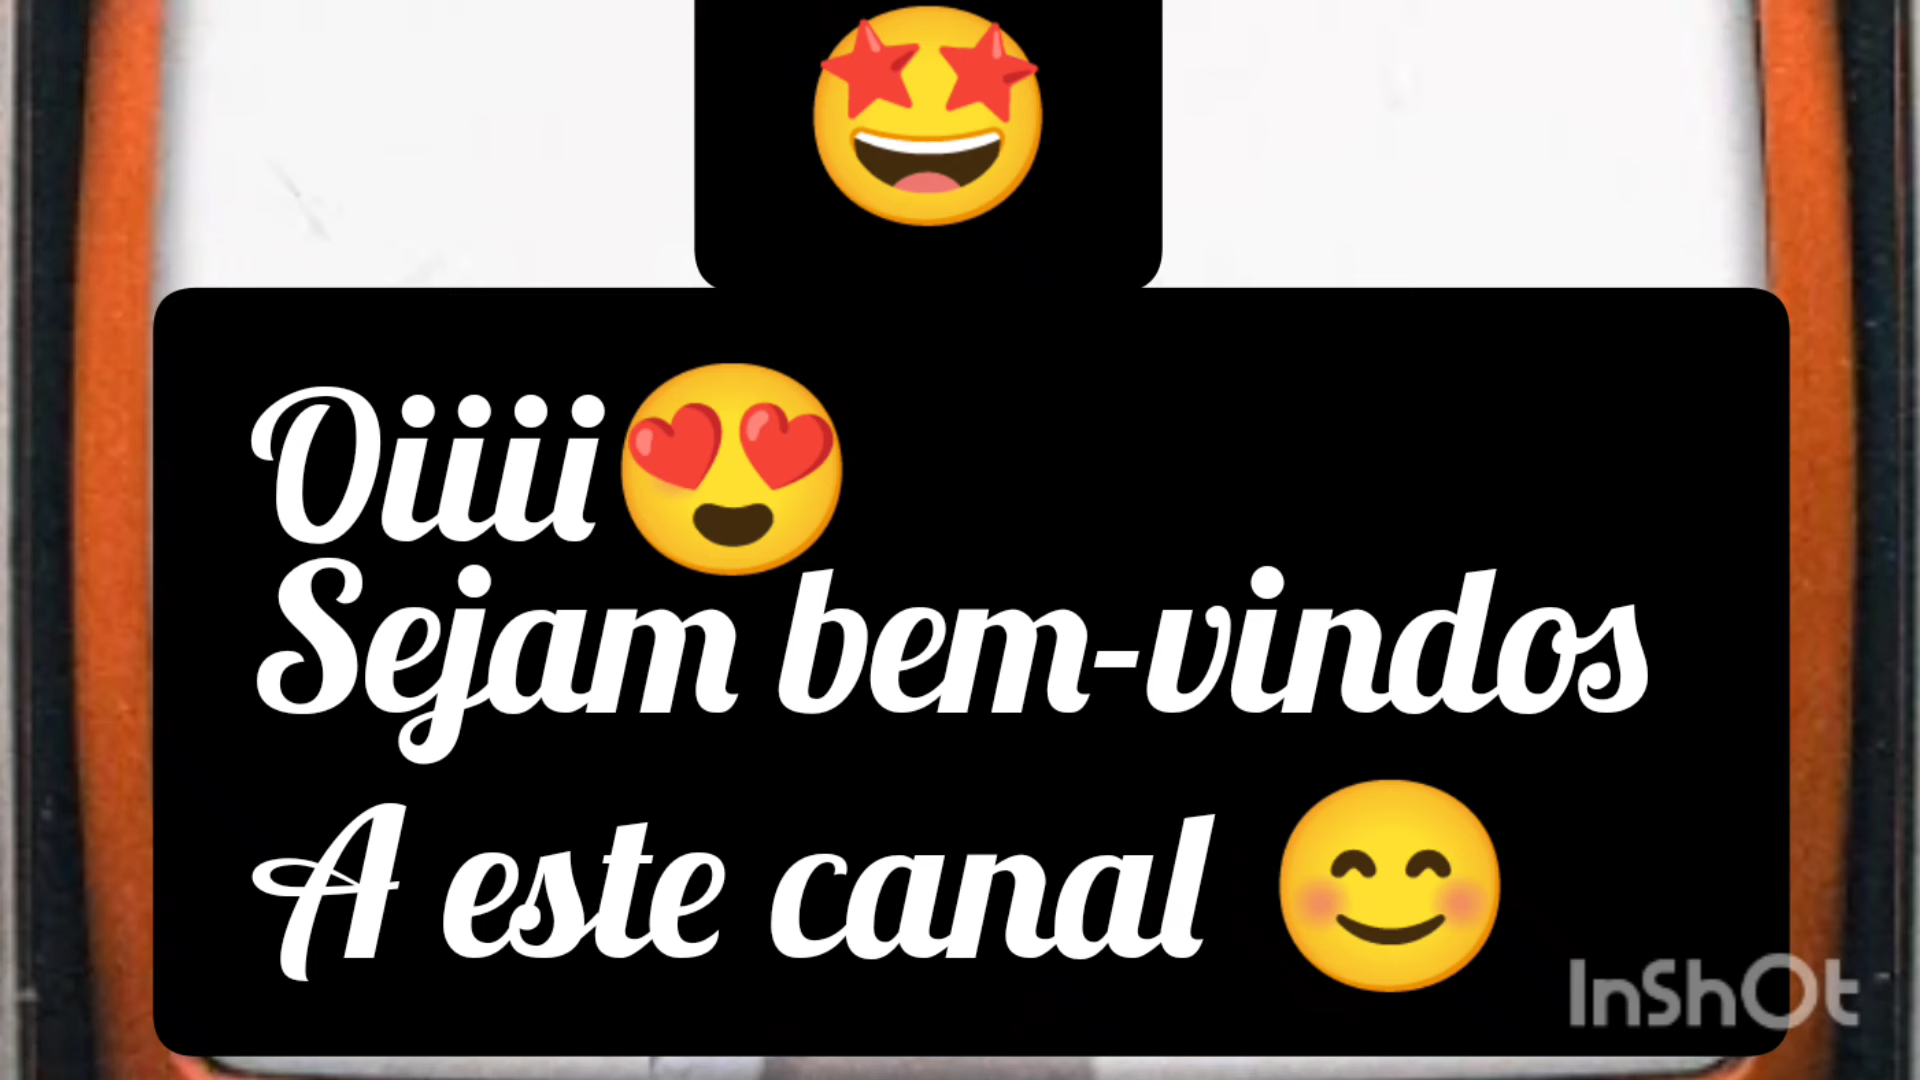 🤩
Oiiii😍
Sejam bem-vindos
A este canal 😊
InShOt